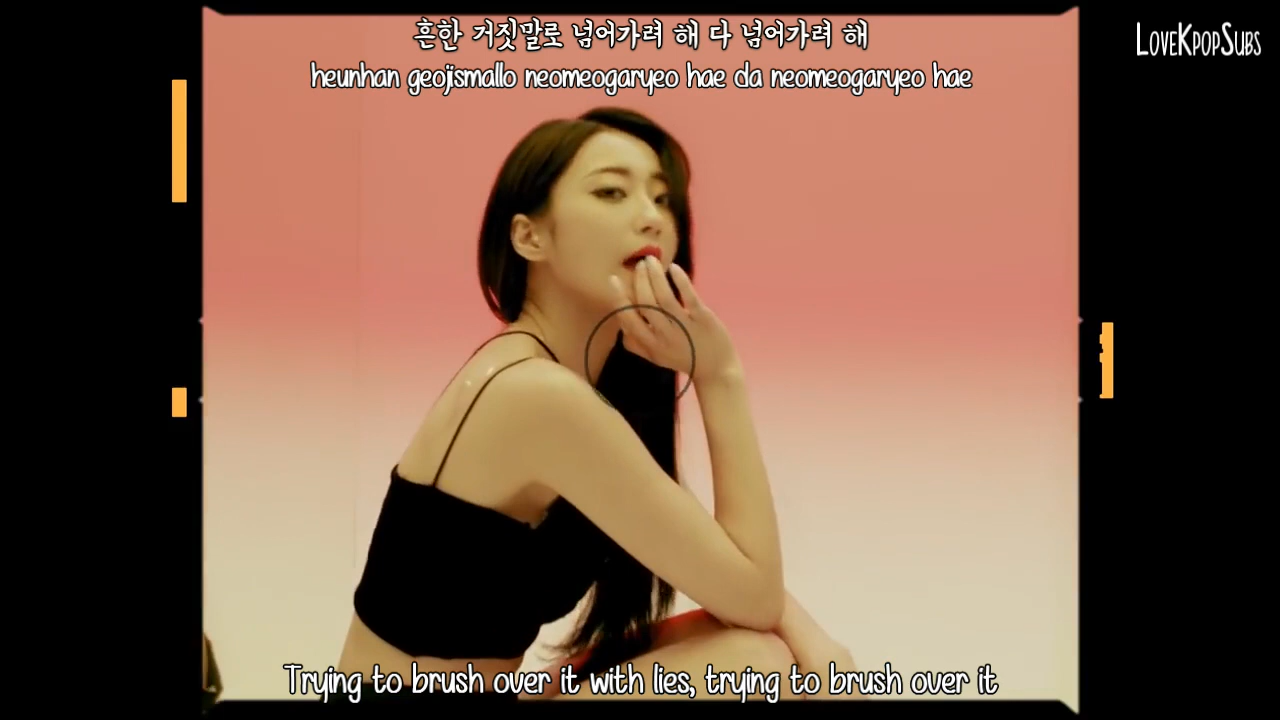 흔한 거짓말로 넘어가려 해 다 넘어가려 해
LoveKpopSubs
heunhan geojismallo neomeogaryeo hae da neomeogaryeo hae
Trying to brush over it with lies, trying to brush over it